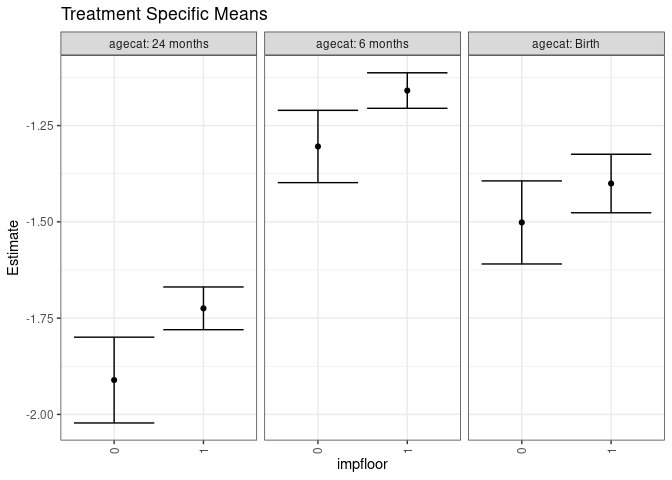 Treatment Specific Means
agecat: 24 months
agecat: 6 months
agecat: Birth
Estimate
-1.25
-1.50
-1.75
-2.00
0
1
0
1
0
1
impfloor